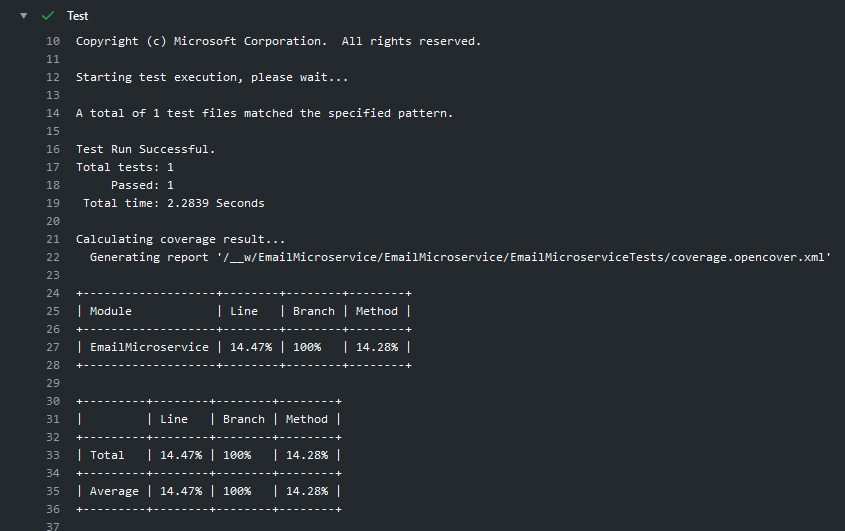 Test
10 Copyright (c) Microsoft Corporation.  All rights reserved.
11
12 Starting test execution, please wait...
13
14 A total of 1 test files matched the specified pattern.
15
16 Test Run Successful.
17 Total tests: 1
18      Passed: 1
19  Total time: 2.2839 Seconds
20
21 Calculating coverage result...
22   Generating report '/__w/EmailMicroservice/EmailMicroservice/EmailMicroserviceTests/coverage.opencover.xml'
23
24 +-------------------+--------+--------+--------+
25 | Module            | Line   | Branch | Method |
26 +-------------------+--------+--------+--------+
27 | EmailMicroservice | 14.47% | 100%   | 14.28% |
28 +-------------------+--------+--------+--------+
29
30 +---------+--------+--------+--------+
31 |         | Line   | Branch | Method |
32 +---------+--------+--------+--------+
33 | Total   | 14.47% | 100%   | 14.28% |
34 +---------+--------+--------+--------+
35 | Average | 14.47% | 100%   | 14.28% |
36 +---------+--------+--------+--------+
37